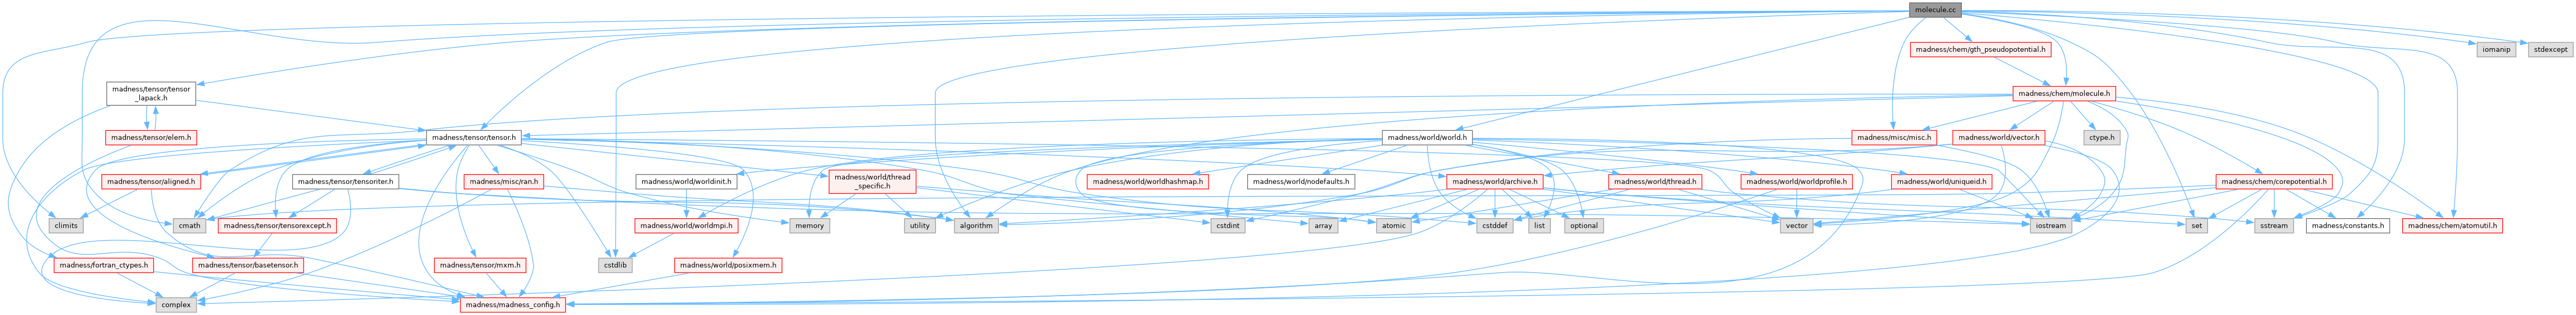 molecule.cc
madness/chem/gth_pseudopotential.h
iomanip
stdexcept
madness/tensor/tensor
_lapack.h
madness/chem/molecule.h
madness/tensor/elem.h
madness/tensor/tensor.h
madness/world/world.h
madness/misc/misc.h
madness/world/vector.h
ctype.h
madness/tensor/aligned.h
madness/tensor/tensoriter.h
madness/misc/ran.h
madness/world/worldinit.h
madness/world/thread
_specific.h
madness/world/worldhashmap.h
madness/world/nodefaults.h
madness/world/archive.h
madness/world/thread.h
madness/world/worldprofile.h
madness/world/uniqueid.h
madness/chem/corepotential.h
climits
cmath
madness/tensor/tensorexcept.h
madness/world/worldmpi.h
memory
utility
algorithm
cstdint
array
atomic
cstddef
list
optional
vector
iostream
set
sstream
madness/constants.h
madness/chem/atomutil.h
madness/fortran_ctypes.h
madness/tensor/basetensor.h
madness/tensor/mxm.h
cstdlib
madness/world/posixmem.h
complex
madness/madness_config.h